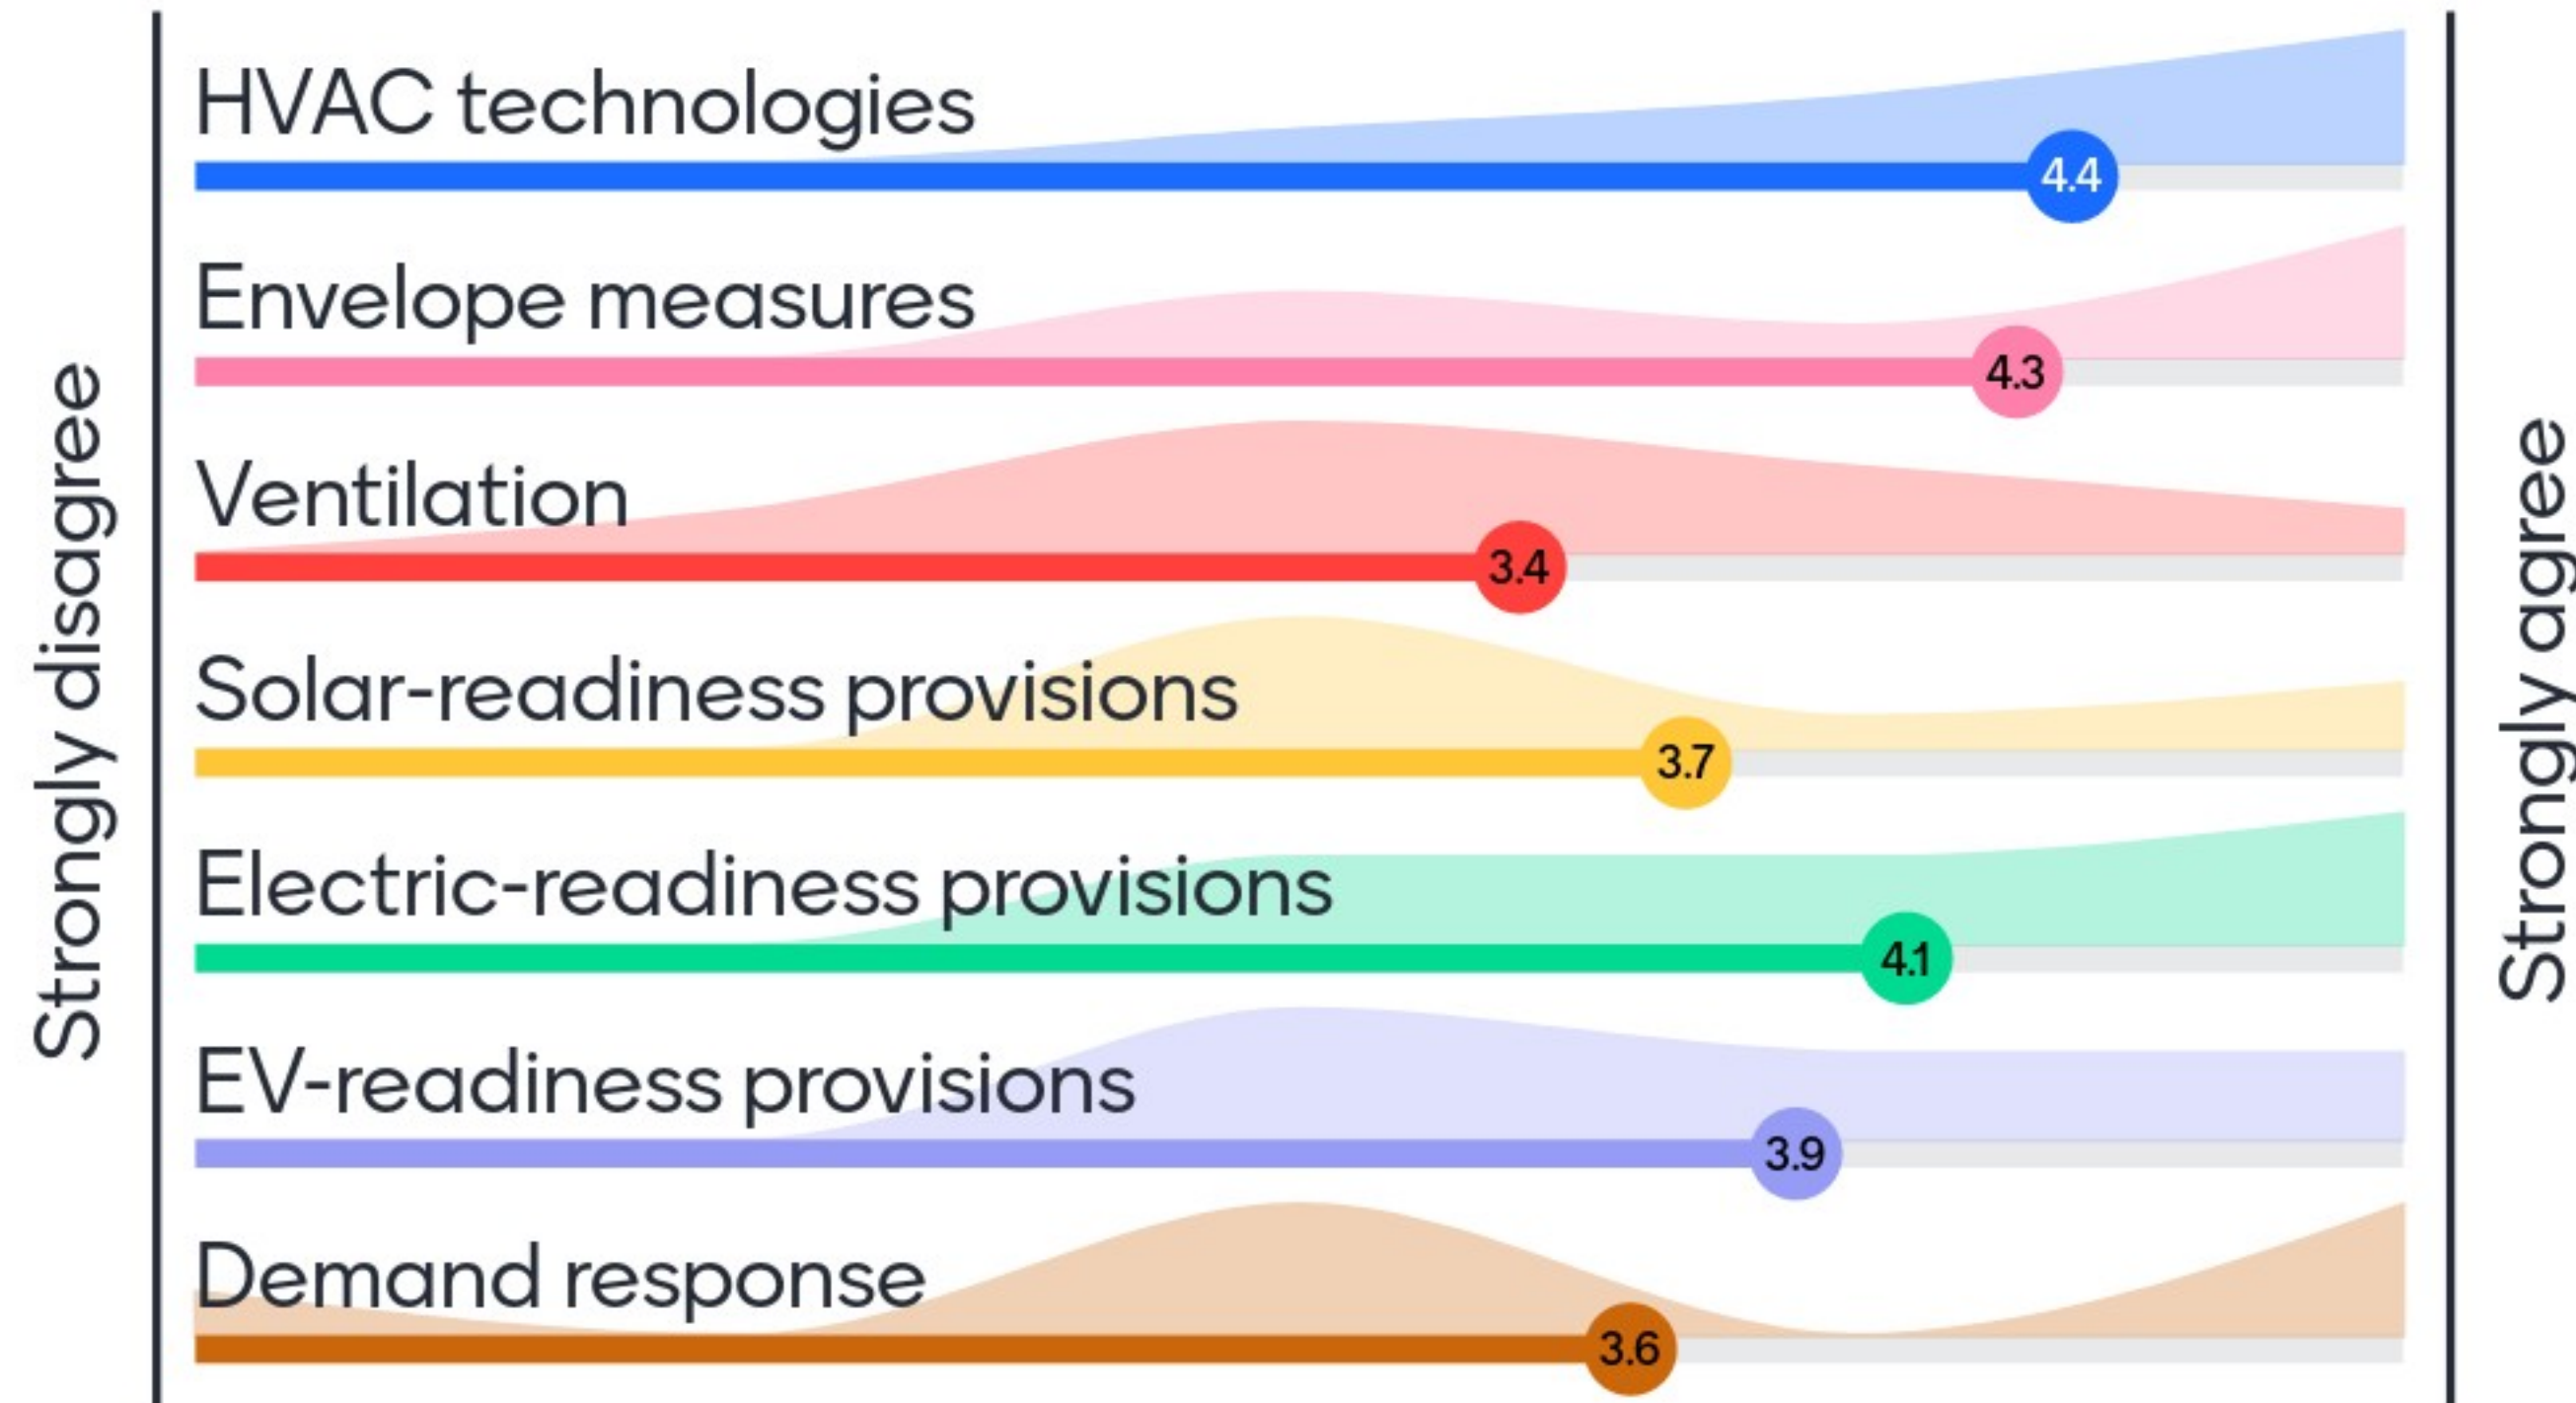 Strongly disagree
HVAC technologies
4.4
Envelope measures
4.3
Ventilation
3.4
Solar-readiness provisions
3.7
Electric-readiness provisions
4.1
EV-readiness provisions
3.9
Demand response
3.6
Strongly agree